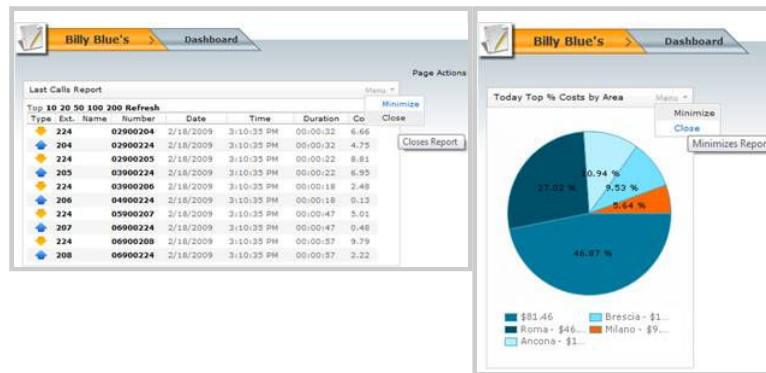 Billy Blue's > Dashboard
Page Actions
Last Calls Report Menu
Top 10 20 50 100 200 Refresh
Minimize
Close
Closes Report
Type Ext. Name Number Date Time Duration Co
224 02900204 2/18/2009 3:10:35 PM 00:00:32 6.66
204 02900224 2/18/2009 3:10:35 PM 00:00:32 4.75
224 02900205 2/18/2009 3:10:35 PM 00:00:22 8.81
205 03900224 2/18/2009 3:10:35 PM 00:00:22 6.95
224 03900206 2/18/2009 3:10:35 PM 00:00:18 2.48
206 04900224 2/18/2009 3:10:35 PM 00:00:18 0.13
224 05900207 2/18/2009 3:10:35 PM 00:00:47 5.01
207 06900224 2/18/2009 3:10:35 PM 00:00:47 0.48
224 06900208 2/18/2009 3:10:35 PM 00:00:57 9.79
208 06900224 2/18/2009 3:10:35 PM 00:00:57 2.22
Billy Blue's > Dashboard
Today Top % Costs by Area Menu
Minimize
Close
Minimizes Repor
10.94 %
27.02 %
9.53 %
5.64 %
46.87 %
$81.46 Brescia - $1...
Roma - $46... Milano - $9...
Ancona - $1...